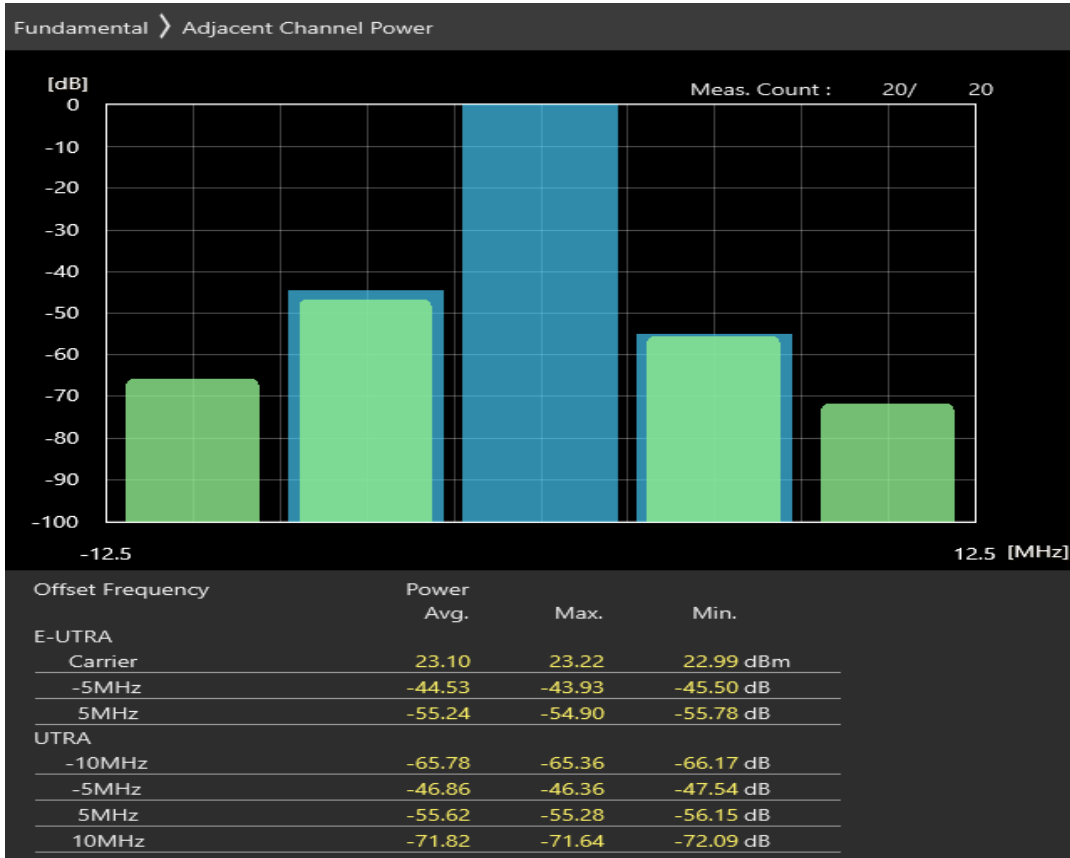 Fundamental 〉 Adjacent Channel Power
[dB]
Meas. Count : 20/ 20
0
-10
-20
-30
-40
-50
-60
-70
-80
-90
-100
-12.5 12.5 [MHz]
Offset Frequency Power
Avg. Max. Min.
E-UTRA
Carrier 23.10 23.22 22.99 dBm
-5MHz -44.53 -43.93 -45.50 dB
5MHz -55.24 -54.90 -55.78 dB
UTRA
-10MHz -65.78 -65.36 -66.17 dB
-5MHz -46.86 -46.36 -47.54 dB
5MHz -55.62 -55.28 -56.15 dB
10MHz -71.82 -71.64 -72.09 dB